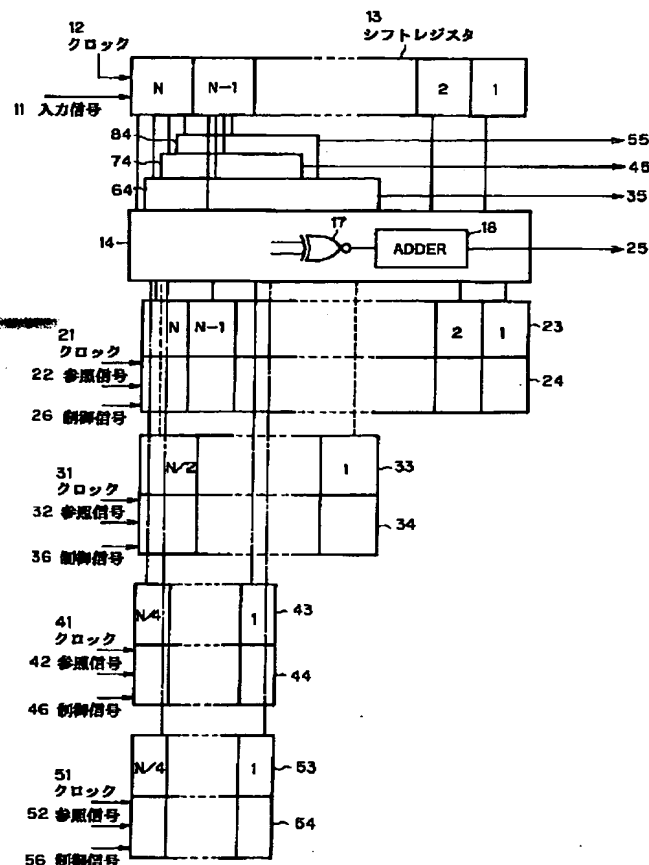 12
クロック
13
シフトレジスタ
N
N-1
2
1
11 入力信号
84
55
74
45
64
35
14
17
18
ADDER
25
21
クロック
N
N-1
2
1
23
22 参照信号
24
26 制御信号
31
クロック
N/2
1
33
32 参照信号
34
36 制御信号
41
クロック
N/4
1
43
42 参照信号
44
46 制御信号
51
クロック
N/4
1
53
52 参照信号
54
56 制御信号